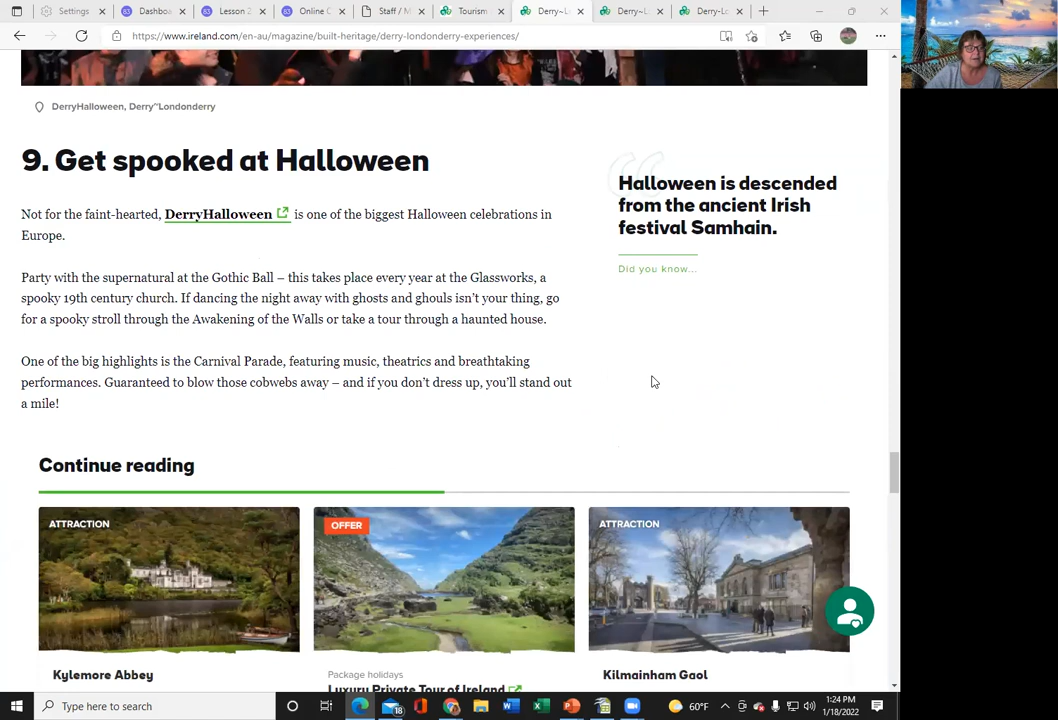 Settings
Dashboa
Lesson 2
Online C
Staff / M
Tourism
Derry~L
Derry~L
Derry-Lo
https://www.ireland.com/en-au/magazine/built-heritage/derry-londonderry-experiences/
DerryHalloween, Derry~Londonderry
9. Get spooked at Halloween
Not for the faint-hearted, DerryHalloween is one of the biggest Halloween celebrations in
Europe.
Party with the supernatural at the Gothic Ball – this takes place every year at the Glassworks, a
spooky 19th century church. If dancing the night away with ghosts and ghouls isn't your thing, go
for a spooky stroll through the Awakening of the Walls or take a tour through a haunted house.
One of the big highlights is the Carnival Parade, featuring music, theatrics and breathtaking
performances. Guaranteed to blow those cobwebs away – and if you don't dress up, you'll stand out
a mile!
Halloween is descended
from the ancient Irish
festival Samhain.
Did you know...
Continue reading
ATTRACTION
OFFER
ATTRACTION
Kylemore Abbey
Package holidays
Luxury Private Tour of Ireland
Kilmainham Gaol
Type here to search
18
60°F
1:24 PM
1/18/2022